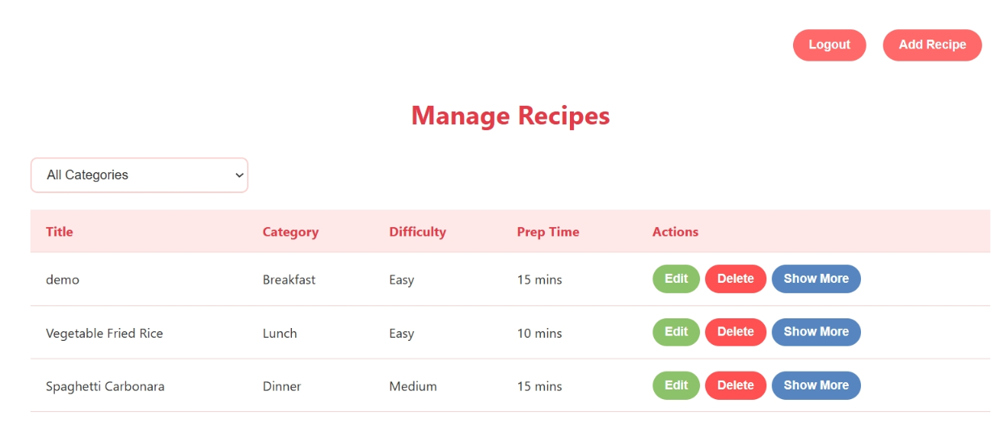 Logout Add Recipe
Manage Recipes
All Categories
Title Category Difficulty Prep Time Actions
demo Breakfast Easy 15 mins Edit Delete Show More
Vegetable Fried Rice Lunch Easy 10 mins Edit Delete Show More
Spaghetti Carbonara Dinner Medium 15 mins Edit Delete Show More